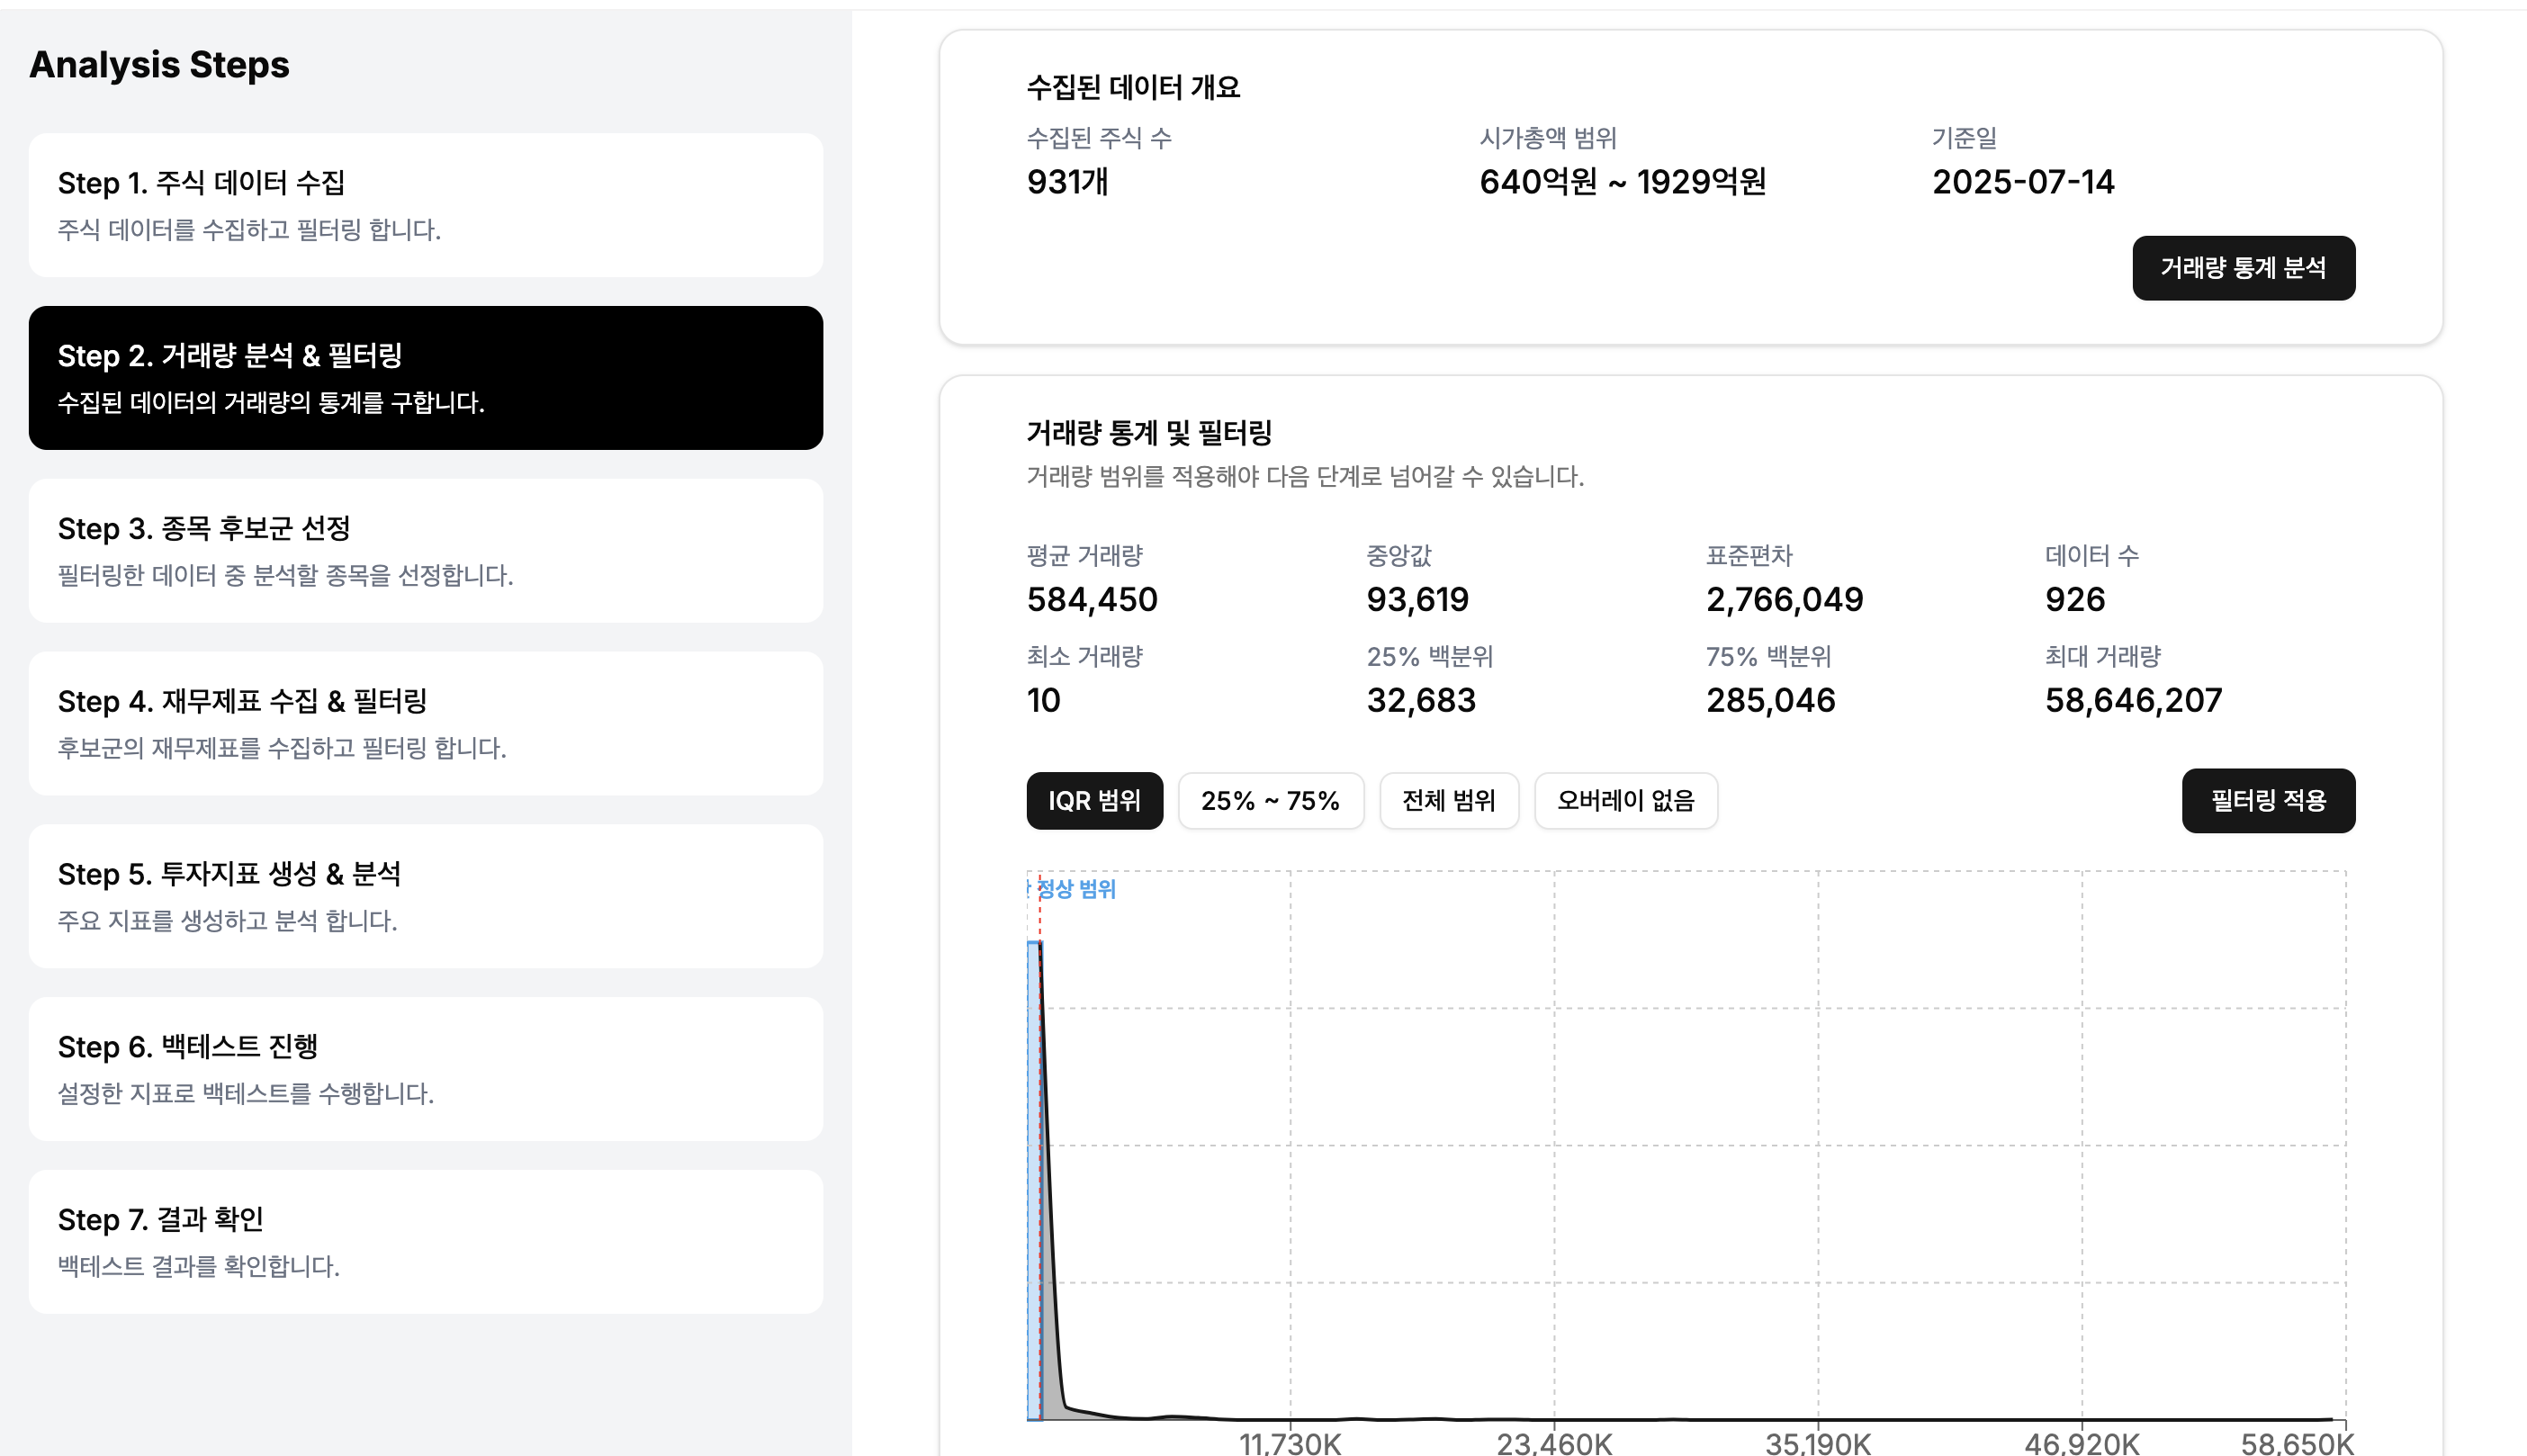 Analysis Steps
Step 1. 주식 데이터 수집
주식 데이터를 수집하고 필터링 합니다.
Step 2. 거래량 분석 & 필터링
수집된 데이터의 거래량의 통계를 구합니다.
Step 3. 종목 후보군 선정
필터링한 데이터 중 분석할 종목을 선정합니다.
Step 4. 재무제표 수집 & 필터링
후보군의 재무제표를 수집하고 필터링 합니다.
Step 5. 투자지표 생성 & 분석
주요 지표를 생성하고 분석 합니다.
Step 6. 백테스트 진행
설정한 지표로 백테스트를 수행합니다.
Step 7. 결과 확인
백테스트 결과를 확인합니다.
수집된 데이터 개요
수집된 주식 수 시가총액 범위 기준일
931개 640억원 ~ 1929억원 2025-07-14
거래량 통계 분석
거래량 통계 및 필터링
거래량 범위를 적용해야 다음 단계로 넘어갈 수 있습니다.
평균 거래량 중앙값 표준편차 데이터 수
584,450 93,619 2,766,049 926
최소 거래량 25% 백분위 75% 백분위 최대 거래량
10 32,683 285,046 58,646,207
IQR 범위 25% ~ 75% 전체 범위 오버레이 없음 필터링 적용
정상 범위
11,730K 23,460K 35,190K 46,920K 58,650K